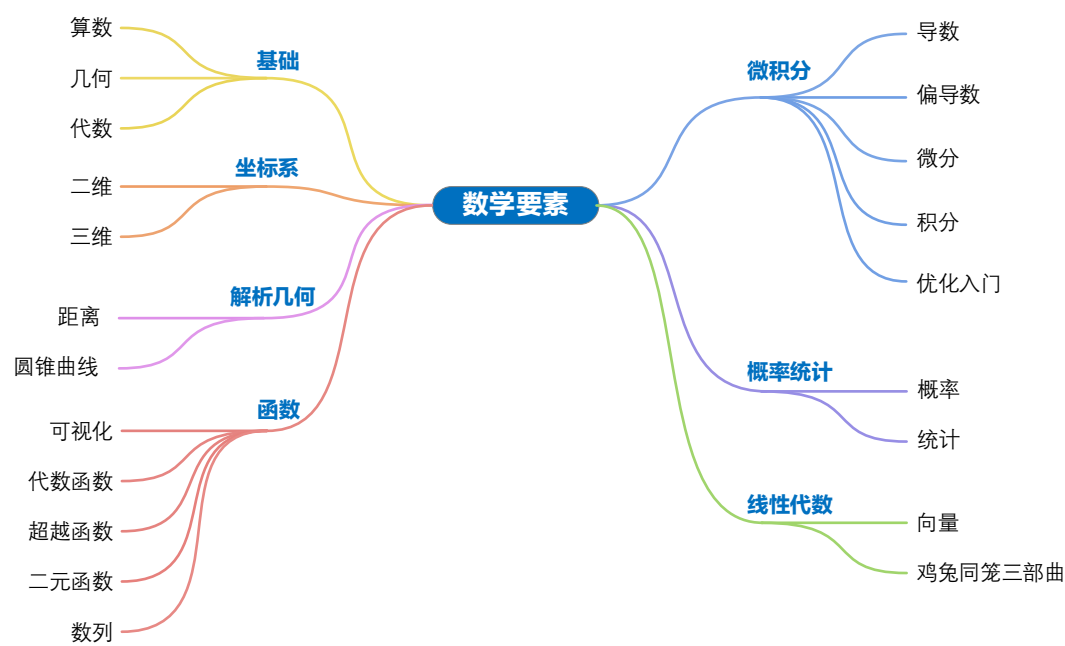 数学要素
基础
算数
几何
代数
坐标系
二维
三维
解析几何
距离
圆锥曲线
函数
可视化
代数函数
超越函数
二元函数
数列
微积分
导数
偏导数
微分
积分
优化入门
概率统计
概率
统计
线性代数
向量
鸡兔同笼三部曲